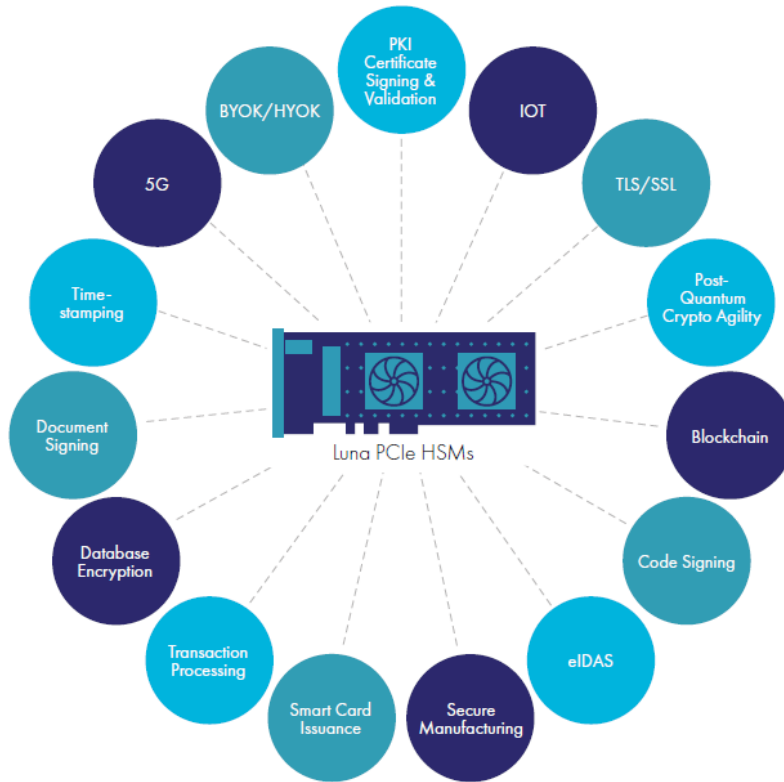 PKI
Certificate
Signing &
Validation
IOT
TLS/SSL
Post-
Quantum
Crypto Agility
Blockchain
Code Signing
eIDAS
Secure
Manufacturing
Smart Card
Issuance
Transaction
Processing
Database
Encryption
Document
Signing
Time-
stamping
5G
BYOK/HYOK
Luna PCIe HSMs